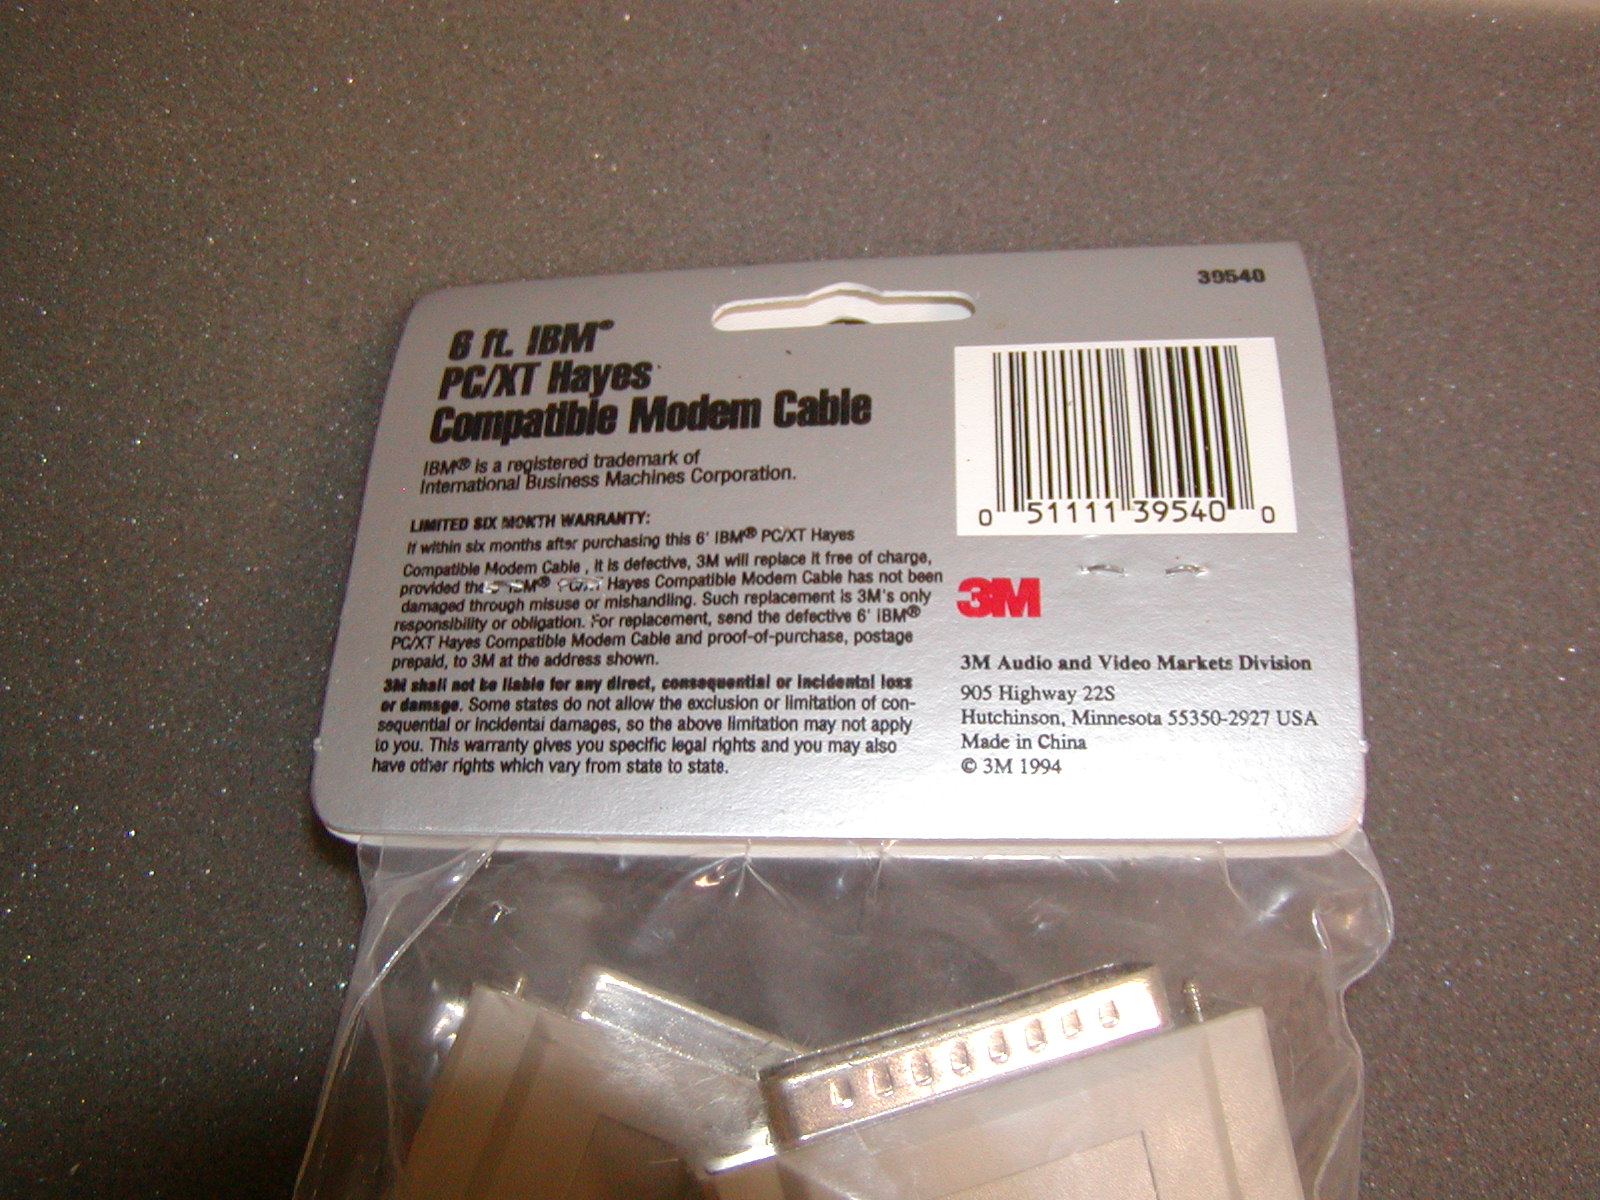 39540
6 ft. IBM®
PC/XT Hayes
Compatible Modem Cable
IBM® is a registered trademark of
International Business Machines Corporation.
LIMITED SIX MONTH WARRANTY:
If within six months after purchasing this 6' IBM® PC/XT Hayes
Compatible Modem Cable , it is defective, 3M will replace it free of charge,
provided the IBM® PC/XT Hayes Compatible Modem Cable has not been
damaged through misuse or mishandling. Such replacement is 3M's only
responsibility or obligation. For replacement, send the defective 6' IBM®
PC/XT Hayes Compatible Modem Cable and proof-of-purchase, postage
prepaid, to 3M at the address shown.
3M shall not be liable for any direct, consequential or incidental loss
or damage. Some states do not allow the exclusion or limitation of con-
sequential or incidental damages, so the above limitation may not apply
to you. This warranty gives you specific legal rights and you may also
have other rights which vary from state to state.
0 51111 39540 0
3M
3M Audio and Video Markets Division
905 Highway 22S
Hutchinson, Minnesota 55350-2927 USA
Made in China
© 3M 1994